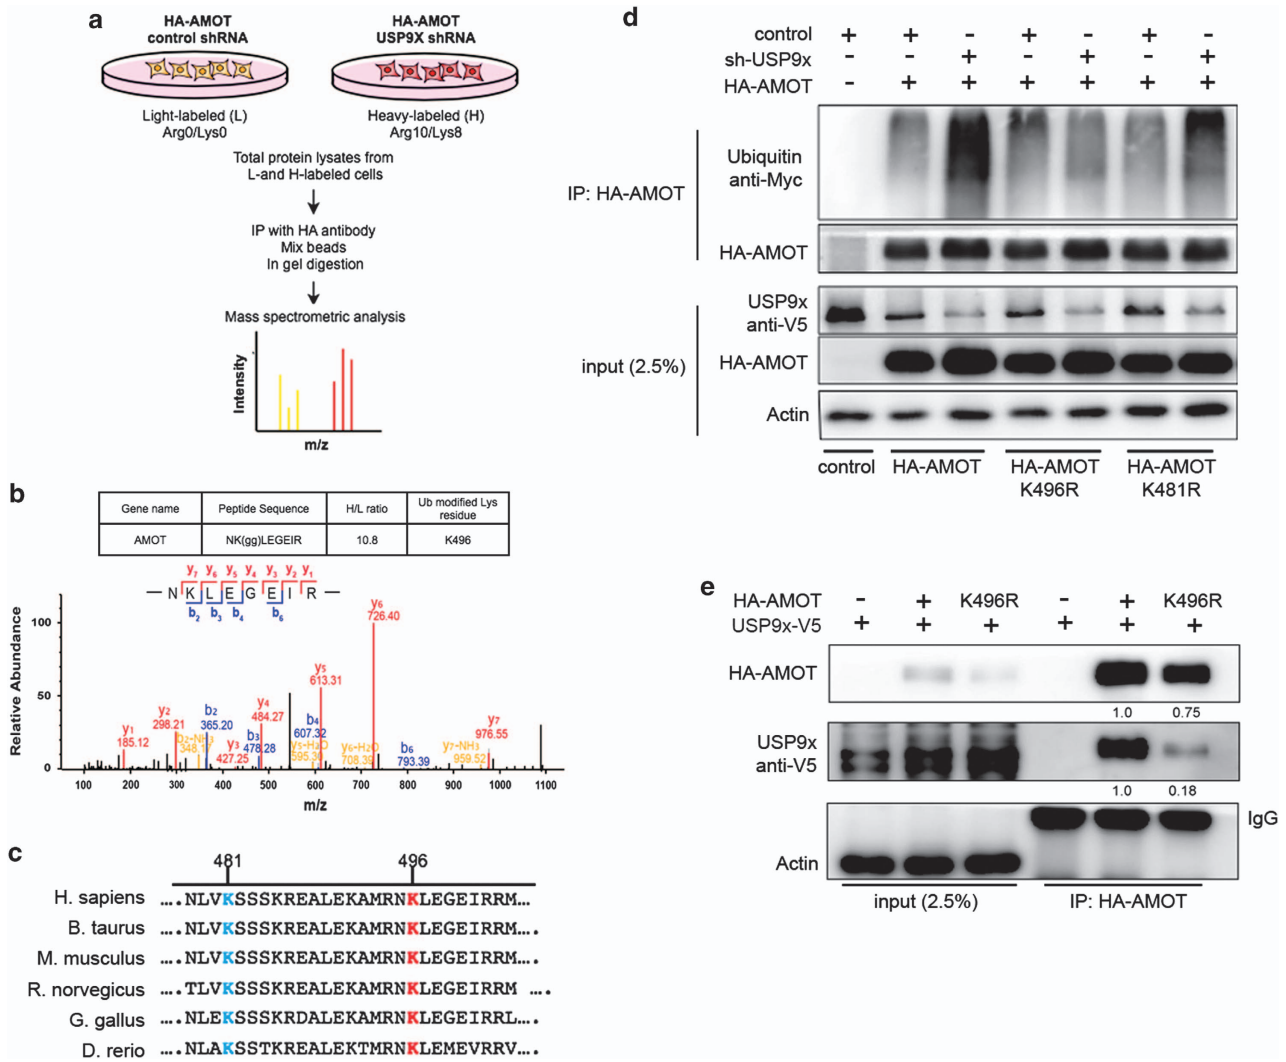 a
HA-AMOT
control shRNA
HA-AMOT
USP9X shRNA
Light-labeled (L)
Arg0/Lys0
Heavy-labeled (H)
Arg10/Lys8
Total protein lysates from
L-and H-labeled cells
IP with HA antibody
Mix beads
In gel digestion
Mass spectrometric analysis
Intensity
m/z
b
Gene name Peptide Sequence H/L ratio Ub modified Lys residue
AMOT NK(gg)LEGEIR 10.8 K496
y7 y6 y5 y4 y3 y2 y1
N K L E G E I R
b2 b3 b4 b6
Relative Abundance
100
50
0
y1
185.12
y2
298.21
b2-NH3
b2
365.20
y3
427.25
b3
478.28
y4
484.27
y5-H2O
b4
607.32
y5
613.31
y6-H2O
708.39
y6
726.40
b6
793.39
y7-NH3
959.52
y7
976.55
100 200 300 400 500 600 700 800 900 1000 1100
m/z
c
481 496
H. sapiens ....NLVKSSSKREALEKAMRNKLEGEIRRM...
B. taurus ....NLVKSSSKREALEKAMRNKLEGEIRRM....
M. musculus ....NLVKSSSKREALEKAMRNKLEGEIRRM....
R. norvegicus ....TLVKSSSKREALEKAMRNKLEGEIRRM ....
G. gallus ....NLEKSSSKRDALEKAMRNKLEGEIRRL....
D. rerio ....NLAKSSTKREALEKTMRNKLEMEVRRV....
d
control + + - + - + -
sh-USP9x - - + - + - +
HA-AMOT - + + + + + +
IP: HA-AMOT
Ubiquitin
anti-Myc
HA-AMOT
input (2.5%)
USP9x
anti-V5
HA-AMOT
Actin
control HA-AMOT HA-AMOT K496R HA-AMOT K481R
e
HA-AMOT - + K496R - + K496R
USP9x-V5 + + + + + +
HA-AMOT
1.0 0.75
USP9x
anti-V5
1.0 0.18
IgG
Actin
input (2.5%) IP: HA-AMOT